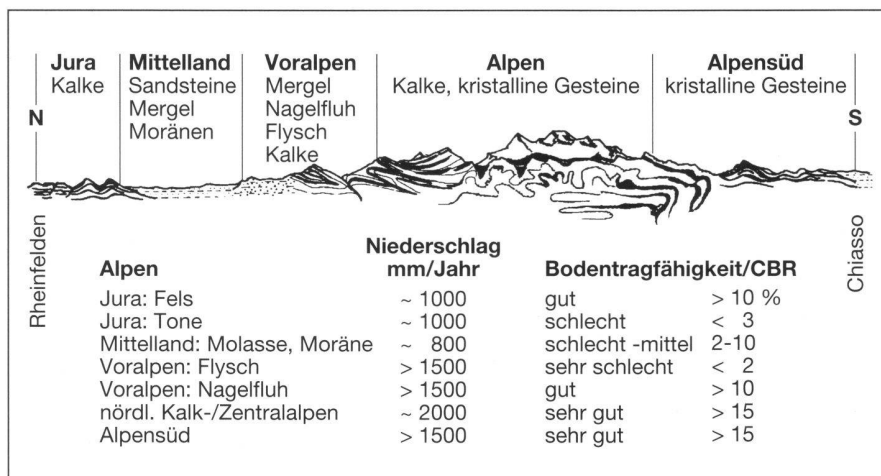 Jura Mittelland Voralpen Alpen Alpensüd
Kalke Sandsteine Mergel Kalke, kristalline Gesteine kristalline Gesteine
N Mergel Nagelfluh S
Moränen Flysch
Kalke
Rheinfelden
Chiasso
Niederschlag
Alpen mm/Jahr Bodentragfähigkeit/CBR
Jura: Fels ~ 1000 gut > 10 %
Jura: Tone ~ 1000 schlecht < 3
Mittelland: Molasse, Moräne ~ 800 schlecht -mittel 2-10
Voralpen: Flysch > 1500 sehr schlecht < 2
Voralpen: Nagelfluh > 1500 gut > 10
nördl. Kalk-/Zentralalpen ~ 2000 sehr gut > 15
Alpensüd > 1500 sehr gut > 15